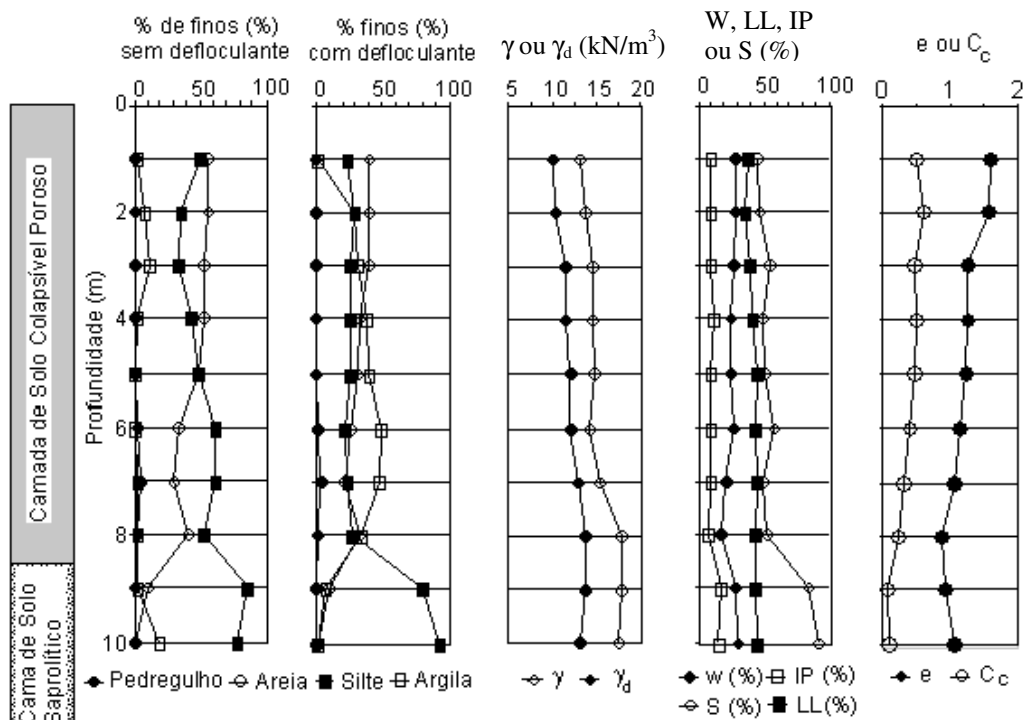 % de finos (%)
sem defloculante
% finos (%)
com defloculante
γ ou γd (kN/m³)
W, LL, IP
ou S (%)
e ou Cc
0 50 100
0 50 100
5 10 15 20
0 50 100
0 1 2
0
2
4
6
8
10
Profundidade (m)
Camada de Solo Colapsível Poroso
Cama de Solo
Saprolítico
Pedregulho Areia Silte Argila
γ γd
w (%) IP (%)
S (%) LL(%)
e Cc